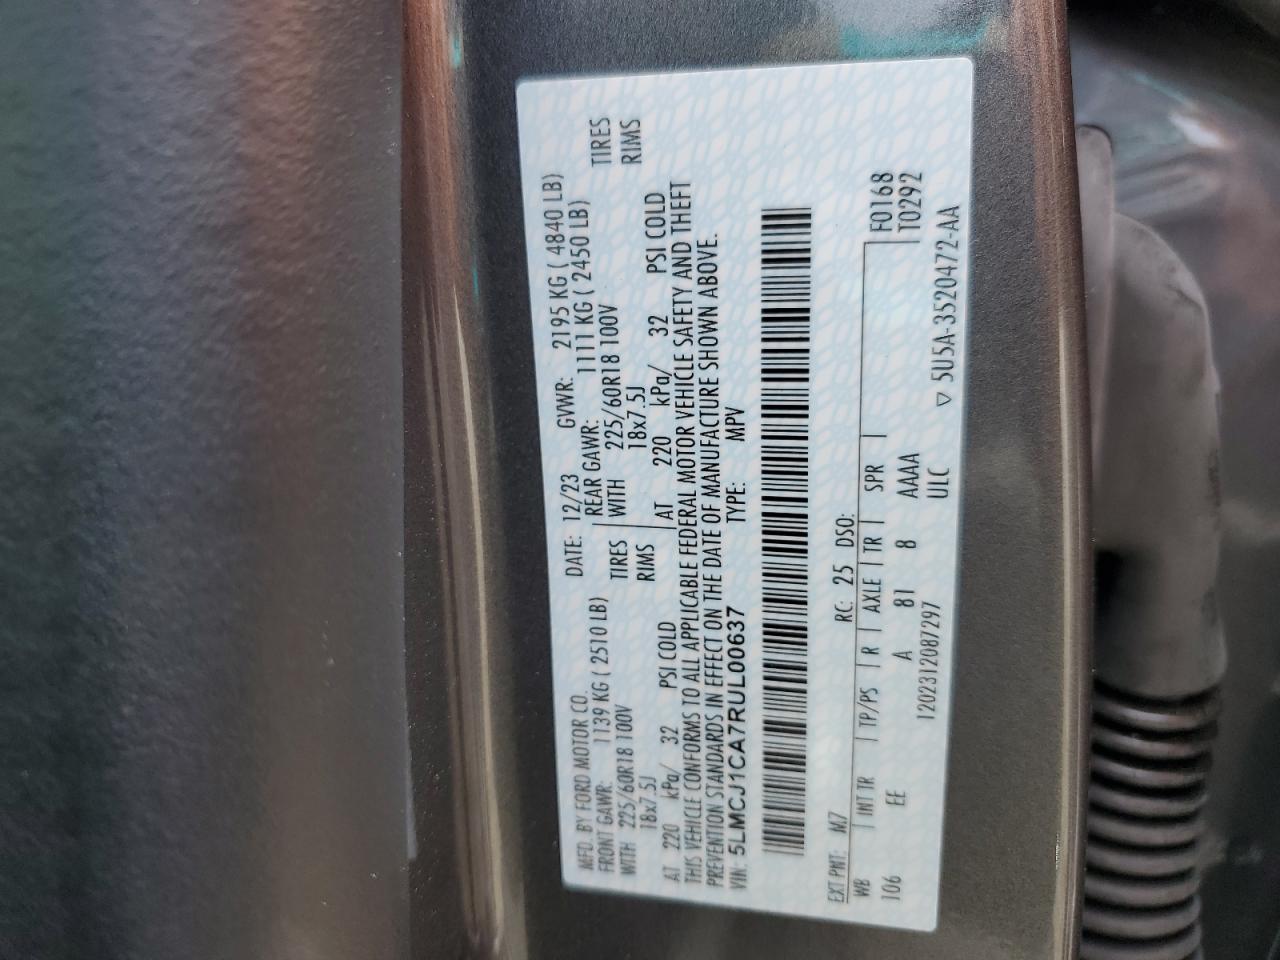 MFD. BY FORD MOTOR CO.
DATE: 12/23 GVWR: 2195 KG ( 4840 LB)
FRONT GAWR: 1139 KG ( 2510 LB) REAR GAWR: 1111 KG ( 2450 LB)
WITH 225/60R18 100V TIRES WITH 225/60R18 100V TIRES
18x7.5J RIMS 18x7.5J RIMS
AT 220 kPa/ 32 PSI COLD AT 220 kPa/ 32 PSI COLD
THIS VEHICLE CONFORMS TO ALL APPLICABLE FEDERAL MOTOR VEHICLE SAFETY AND THEFT
PREVENTION STANDARDS IN EFFECT ON THE DATE OF MANUFACTURE SHOWN ABOVE.
VIN: 5LMCJ1CA7RUL00637 TYPE: MPV
EXT PNT: M7 RC: 25 DSO:
WB INT TR TP/PS R AXLE TR SPR F0168
106 EE A 81 8 AAAA T0292
1202312087297 ULC ▽ 5U5A-3520472-AA